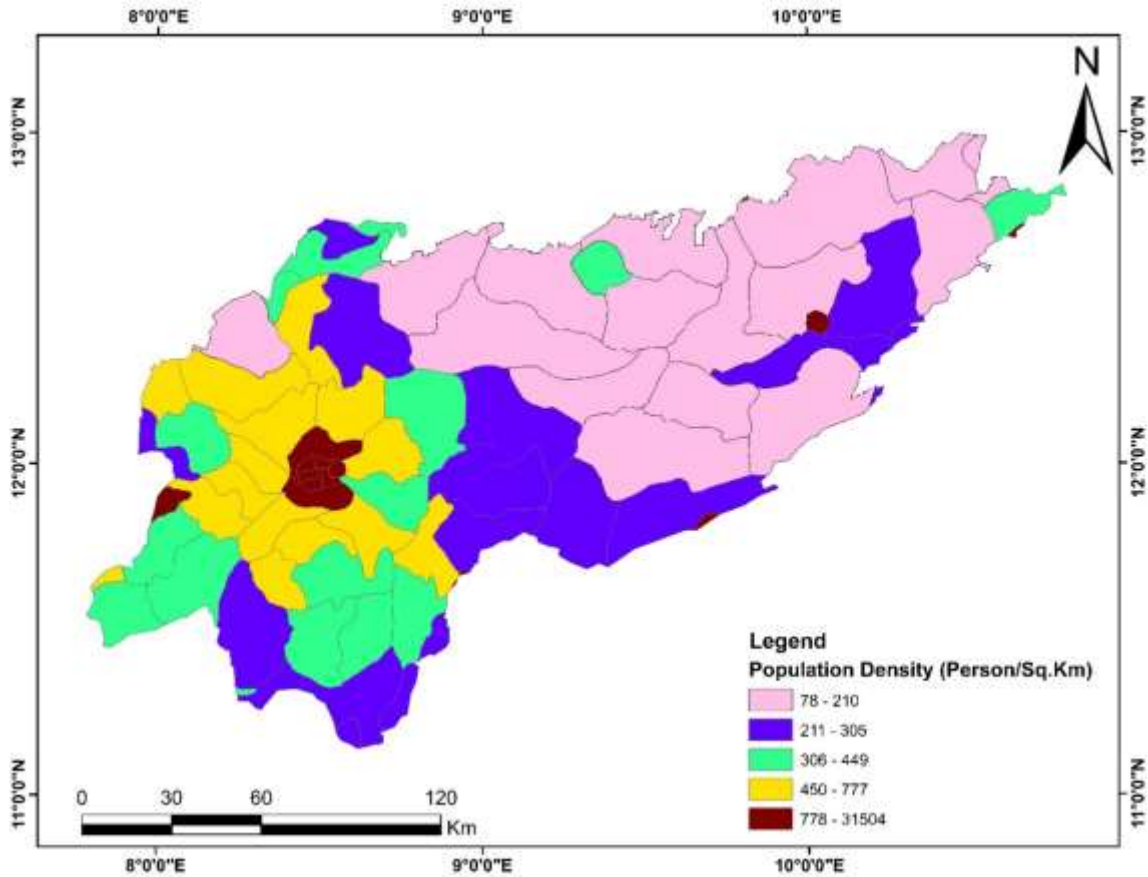 8°0'0"E 9°0'0"E 10°0'0"E
N
13°0'0"N 13°0'0"N
12°0'0"N 12°0'0"N
Legend
Population Density (Person/Sq.Km)
78 - 210
211 - 305
306 - 449
450 - 777
778 - 31504
11°0'0"N 11°0'0"N
0 30 60 120
Km
8°0'0"E 9°0'0"E 10°0'0"E